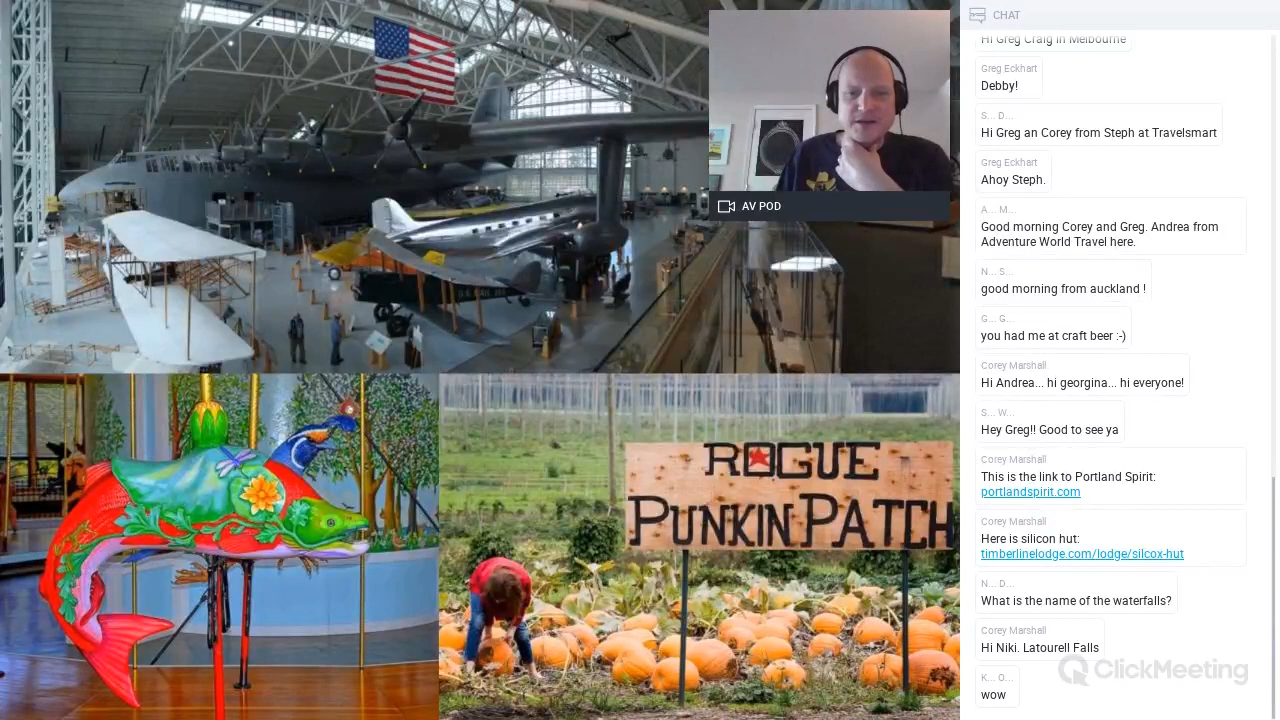 AV POD
ROGUE
PUNKIN PATCH
CHAT
Hi Greg Craig in Melbourne
Greg Eckhart
Debby!
S... D...
Hi Greg an Corey from Steph at Travelsmart
Greg Eckhart
Ahoy Steph.
A... M...
Good morning Corey and Greg. Andrea from
Adventure World Travel here.
N... S...
good morning from auckland !
G... G...
you had me at craft beer :-)
Corey Marshall
Hi Andrea... hi georgina... hi everyone!
S... W...
Hey Greg!! Good to see ya
Corey Marshall
This is the link to Portland Spirit:
portlandspirit.com
Corey Marshall
Here is silicon hut:
timberlinelodge.com/lodge/silcox-hut
N... D...
What is the name of the waterfalls?
Corey Marshall
Hi Niki. Latourell Falls
K... O...
wow
ClickMeeting